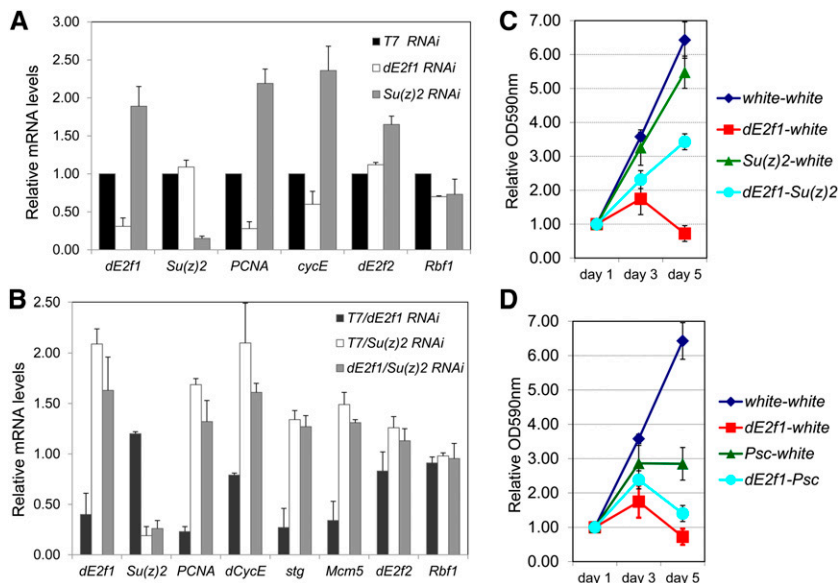 A
Relative mRNA levels
3.00
2.50
2.00
1.50
1.00
0.50
0.00
T7 RNAi
dE2f1 RNAi
Su(z)2 RNAi
dE2f1 Su(z)2 PCNA cycE dE2f2 Rbf1
B
Relative mRNA levels
2.50
2.00
1.50
1.00
0.50
0.00
T7/dE2f1 RNAi
T7/Su(z)2 RNAi
dE2f1/Su(z)2 RNAi
dE2f1 Su(z)2 PCNA dCycE stg Mcm5 dE2f2 Rbf1
C
Relative OD590nm
7.00
6.00
5.00
4.00
3.00
2.00
1.00
0.00
day 1 day 3 day 5
white-white
dE2f1-white
Su(z)2-white
dE2f1-Su(z)2
D
Relative OD590nm
7.00
6.00
5.00
4.00
3.00
2.00
1.00
0.00
day 1 day 3 day 5
white-white
dE2f1-white
Psc-white
dE2f1-Psc